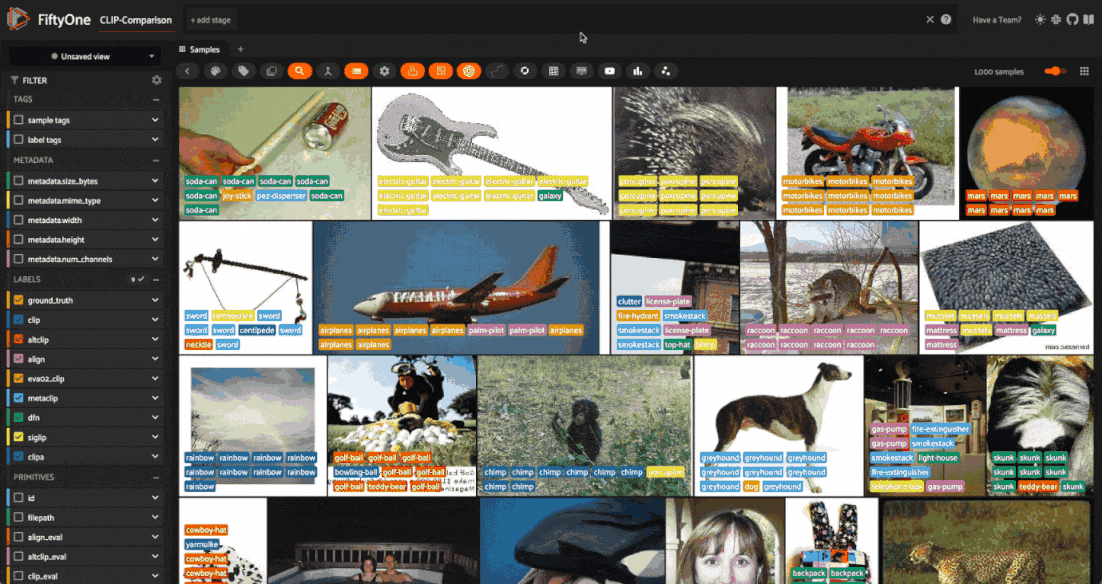 FiftyOne CLIP-Comparison + add stage Have a Team?
Unsaved view Samples +
FILTER 1,000 samples
TAGS
sample tags
label tags
METADATA
metadata.size_bytes
metadata.mime_type
metadata.width
metadata.height
metadata.num_channels
LABELS 9
ground_truth
clip
altclip
align
eva02_clip
metaclip
dfn
siglip
clipa
PRIMITIVES
id
filepath
align_eval
altclip_eval
clip_eval
soda-can soda-can soda-can soda-can
soda-can joy-stick pez-dispenser soda-can
soda-can
electric-guitar electric-guitar electric-guitar electric-guitar
electric-guitar electric-guitar electric-guitar galaxy
electric-guitar
porcupine porcupine porcupine
porcupine porcupine porcupine
porcupine porcupine porcupine
motorbikes motorbikes motorbikes
motorbikes motorbikes motorbikes
motorbikes motorbikes motorbikes
mars mars mars mars mars
mars mars mars mars
sword tambourine sword
sword sword centipede sword
necktie sword
airplanes airplanes airplanes airplanes palm-pilot palm-pilot airplanes
airplanes airplanes
clutter license-plate
fire-hydrant smokestack
smokestack license-plate
smokestack top-hat blimp
raccoon raccoon raccoon raccoon raccoon
raccoon raccoon raccoon raccoon
mussels mussels mussels mussels
mattress mussels mattress galaxy
mattress
rainbow rainbow rainbow
rainbow rainbow rainbow rainbow
rainbow rainbow
golf-ball golf-ball golf-ball
bowling-ball golf-ball golf-ball
golf-ball teddy-bear golf-ball
chimp chimp chimp chimp chimp chimp porcupine
chimp chimp
greyhound greyhound greyhound
greyhound greyhound greyhound
greyhound dog greyhound
gas-pump fire-extinguisher
gas-pump smokestack
smokestack light-house
fire-extinguisher
telephone-box gas-pump
skunk skunk skunk
skunk skunk skunk
skunk teddy-bear skunk
cowboy-hat
yarmulke
cowboy-hat
cowboy-hat
backpack backpack